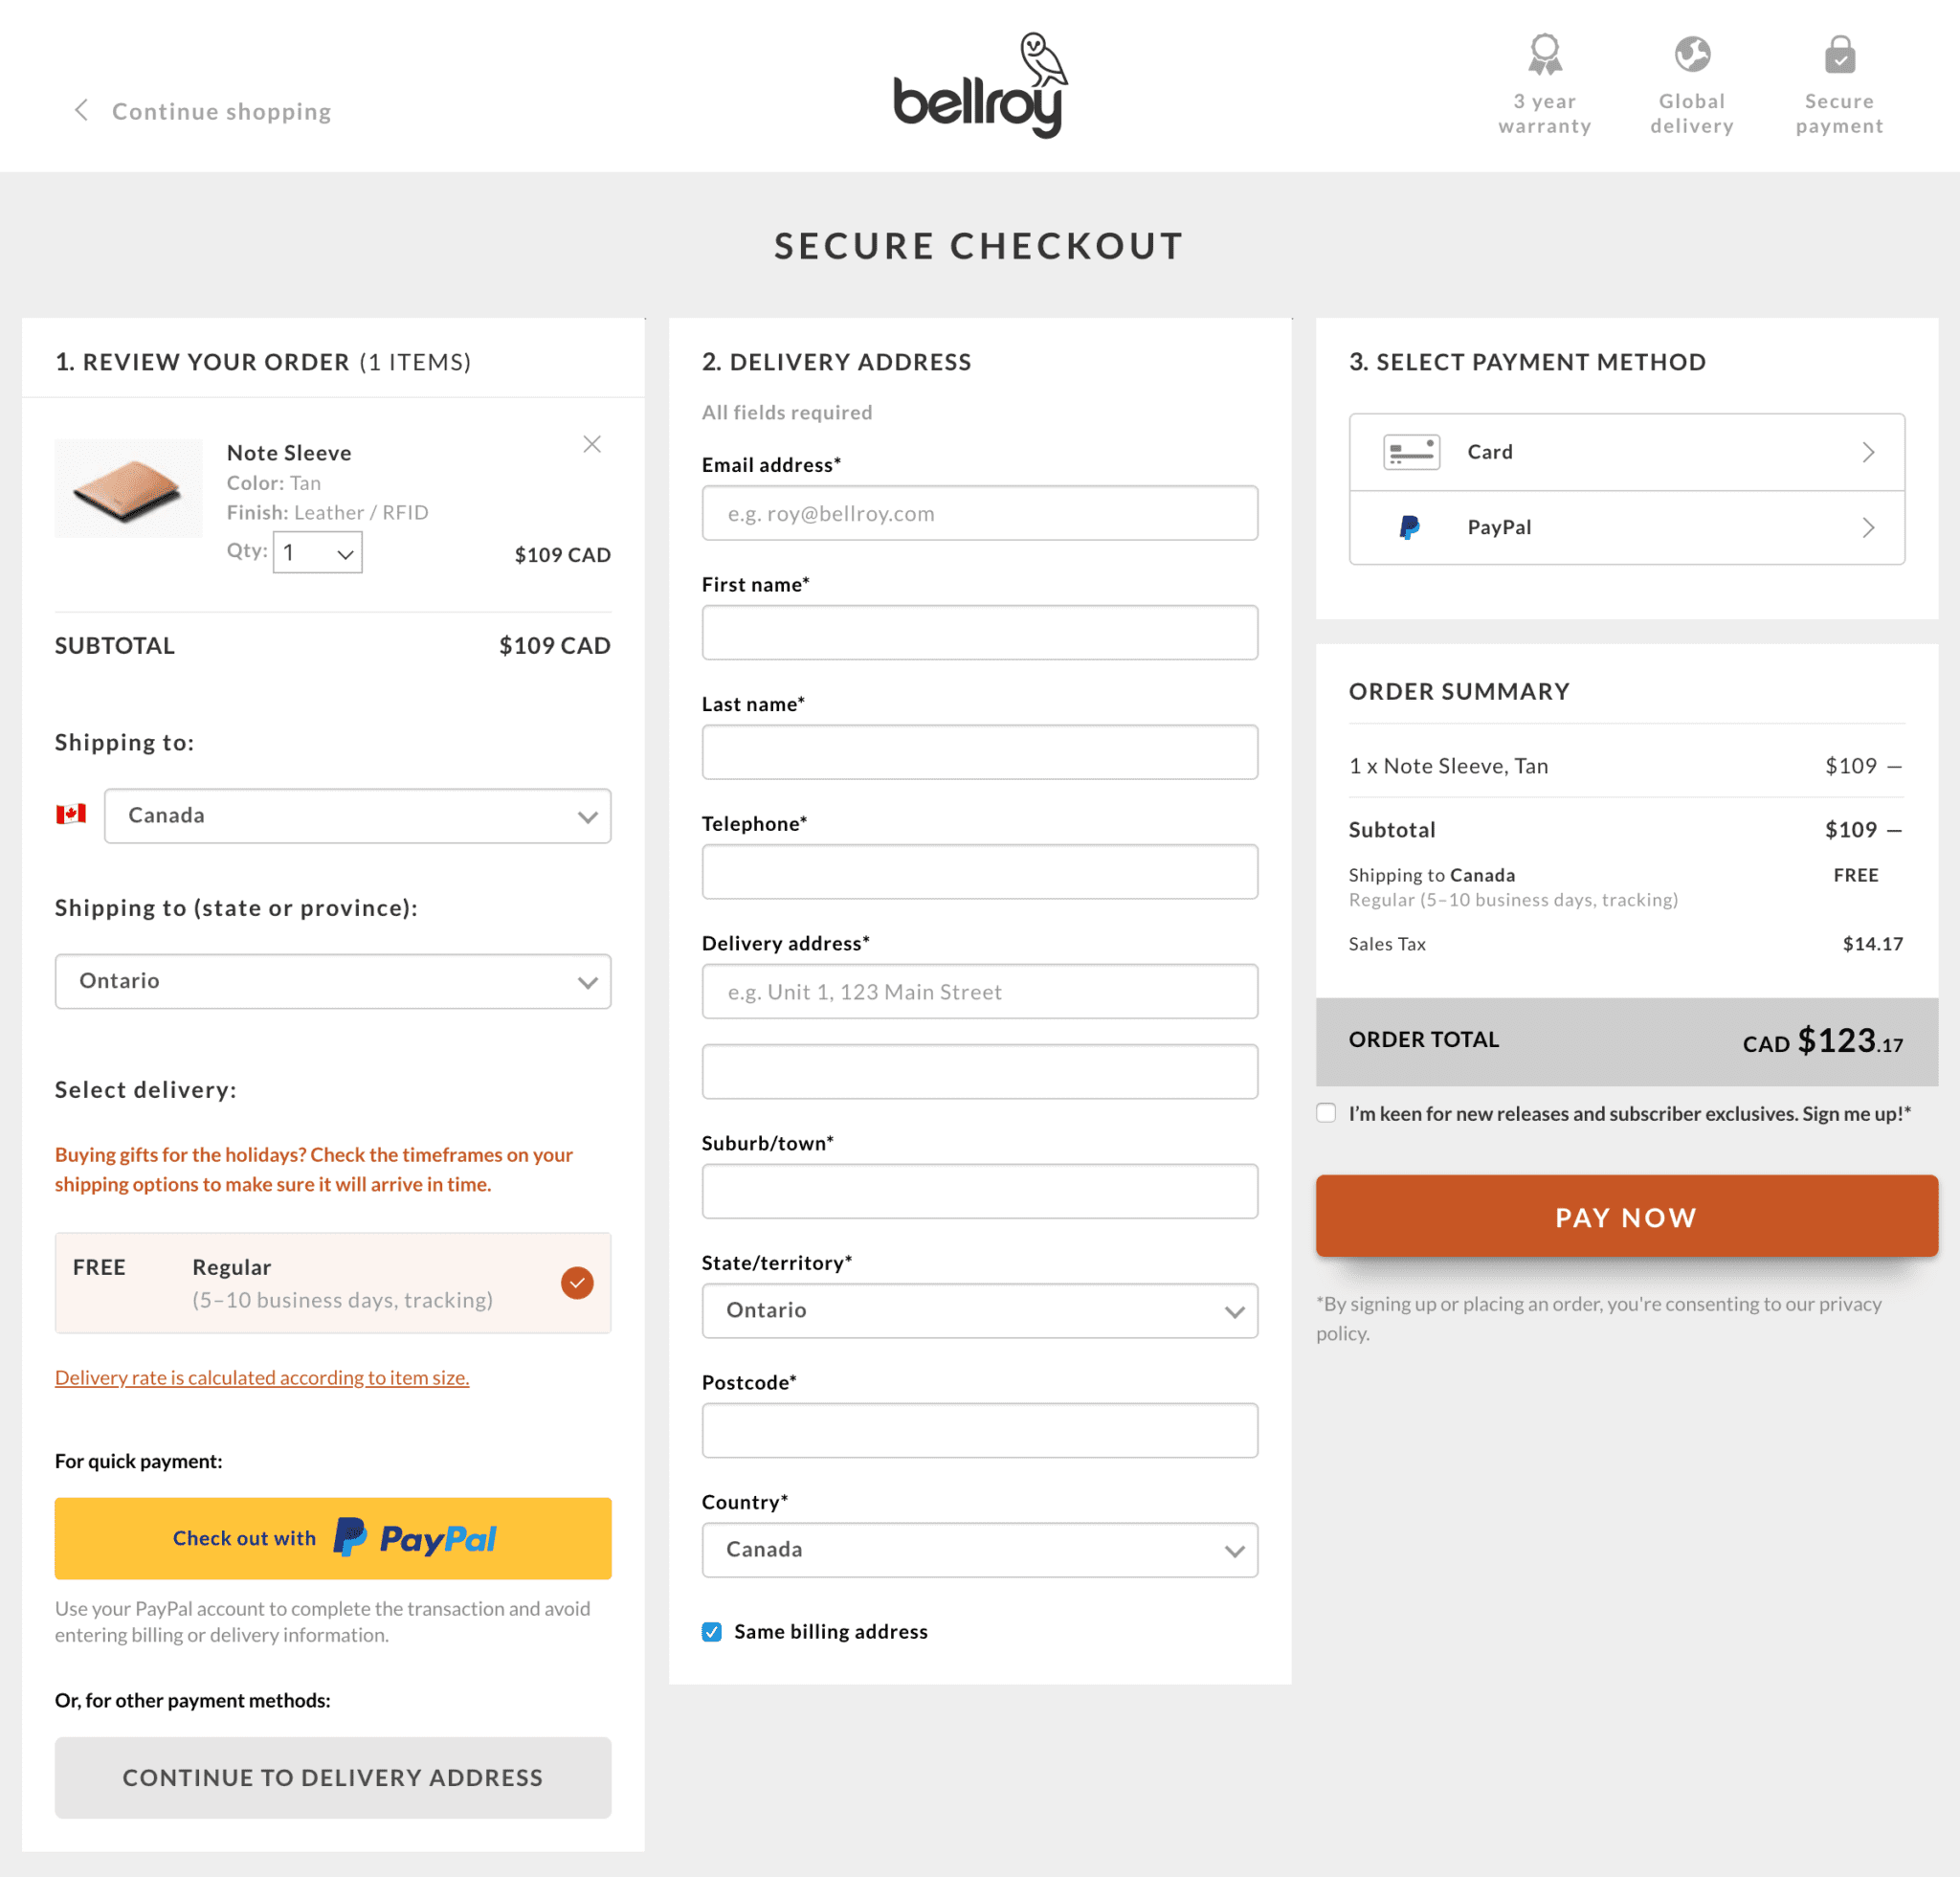 Continue shopping
bellroy
3 year
warranty
Global
delivery
Secure
payment
SECURE CHECKOUT
1. REVIEW YOUR ORDER (1 ITEMS)
Note Sleeve
Color: Tan
Finish: Leather / RFID
Qty: 1
$109 CAD
SUBTOTAL $109 CAD
Shipping to:
Canada
Shipping to (state or province):
Ontario
Select delivery:
Buying gifts for the holidays? Check the timeframes on your
shipping options to make sure it will arrive in time.
FREE Regular
(5–10 business days, tracking)
Delivery rate is calculated according to item size.
For quick payment:
Check out with PayPal
Use your PayPal account to complete the transaction and avoid
entering billing or delivery information.
Or, for other payment methods:
CONTINUE TO DELIVERY ADDRESS
2. DELIVERY ADDRESS
All fields required
Email address*
e.g. roy@bellroy.com
First name*
Last name*
Telephone*
Delivery address*
e.g. Unit 1, 123 Main Street
Suburb/town*
State/territory*
Ontario
Postcode*
Country*
Canada
Same billing address
3. SELECT PAYMENT METHOD
Card
PayPal
ORDER SUMMARY
1 x Note Sleeve, Tan $109 —
Subtotal $109 —
Shipping to Canada FREE
Regular (5–10 business days, tracking)
Sales Tax $14.17
ORDER TOTAL CAD $123.17
I'm keen for new releases and subscriber exclusives. Sign me up!*
PAY NOW
*By signing up or placing an order, you're consenting to our privacy
policy.